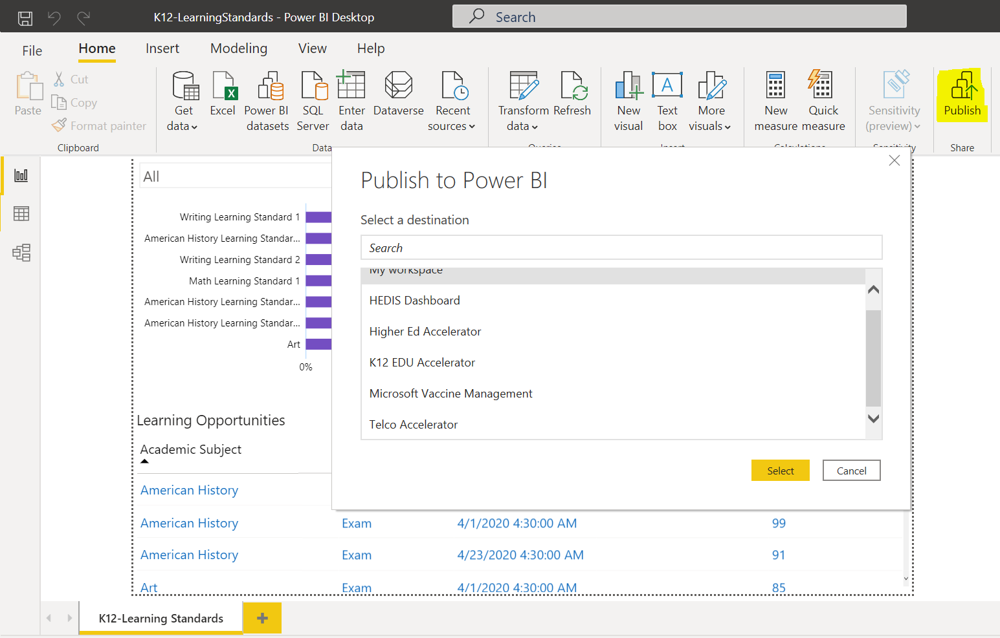 K12-LearningStandards - Power BI Desktop
Search
File
Home
Insert
Modeling
View
Help
Paste
Cut
Copy
Format painter
Clipboard
Get
data
Excel
Power BI
datasets
SQL
Server
Enter
data
Dataverse
Recent
sources
Data
Transform
data
Refresh
Queries
New
visual
Text
box
More
visuals
Insert
New
measure
Quick
measure
Calculations
Sensitivity
(preview)
Sensitivity
Publish
Share
All
Writing Learning Standard 1
American History Learning Standar...
Writing Learning Standard 2
Math Learning Standard 1
American History Learning Standar...
American History Learning Standar...
Art
0%
Publish to Power BI
Select a destination
Search
My workspace
HEDIS Dashboard
Higher Ed Accelerator
K12 EDU Accelerator
Microsoft Vaccine Management
Telco Accelerator
Select
Cancel
Learning Opportunities
Academic Subject
American History
American History Exam 4/1/2020 4:30:00 AM 99
American History Exam 4/23/2020 4:30:00 AM 91
Art Exam 4/1/2020 4:30:00 AM 85
K12-Learning Standards